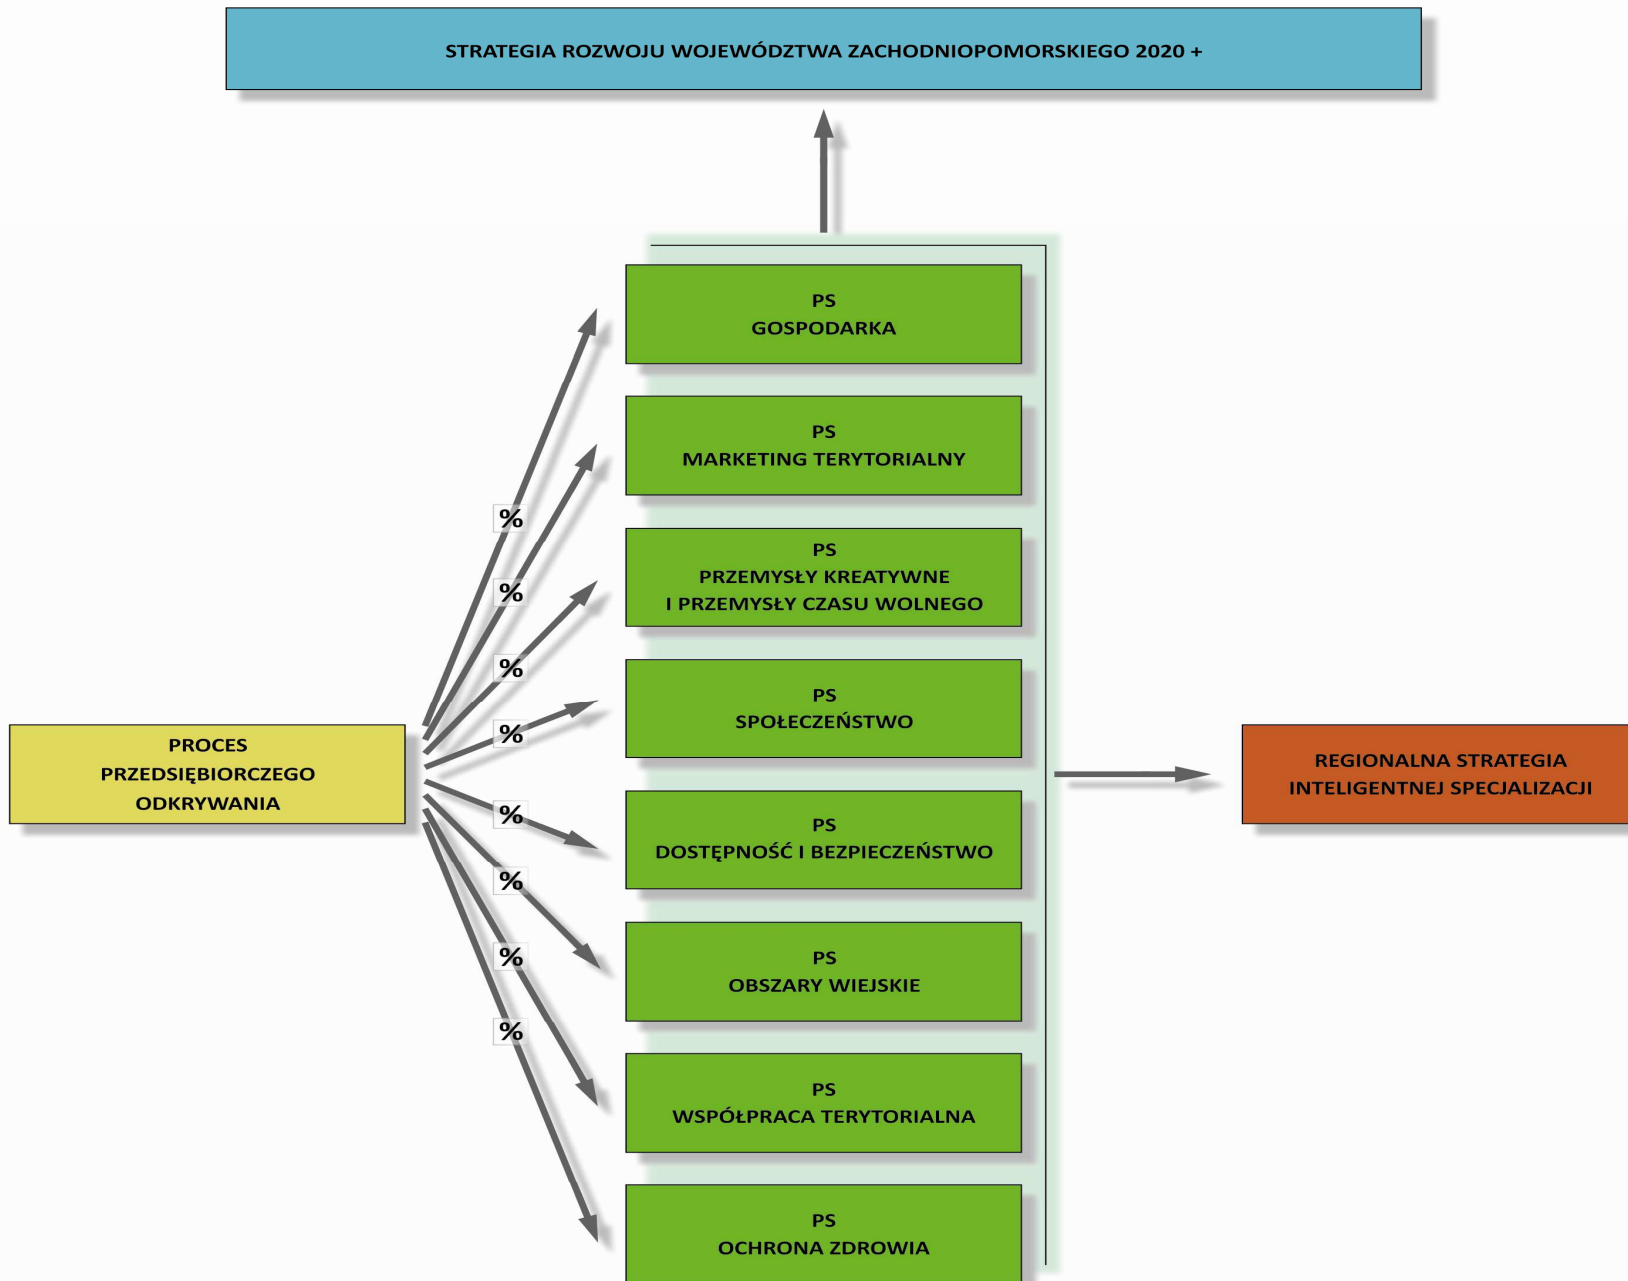 STRATEGIA ROZWOJU WOJEWÓDZTWA ZACHODNIOPOMORSKIEGO 2020 +
PS
GOSPODARKA
PS
MARKETING TERYTORIALNY
PS
PRZEMYSŁY KREATYWNE
I PRZEMYSŁY CZASU WOLNEGO
PS
SPOŁECZEŃSTWO
PS
DOSTĘPNOŚĆ I BEZPIECZEŃSTWO
PS
OBSZARY WIEJSKIE
PS
WSPÓŁPRACA TERYTORIALNA
PS
OCHRONA ZDROWIA
%
%
%
%
%
%
%
%
PROCES
PRZEDSIĘBIORCZEGO
ODKRYWANIA
REGIONALNA STRATEGIA
INTELIGENTNEJ SPECJALIZACJI